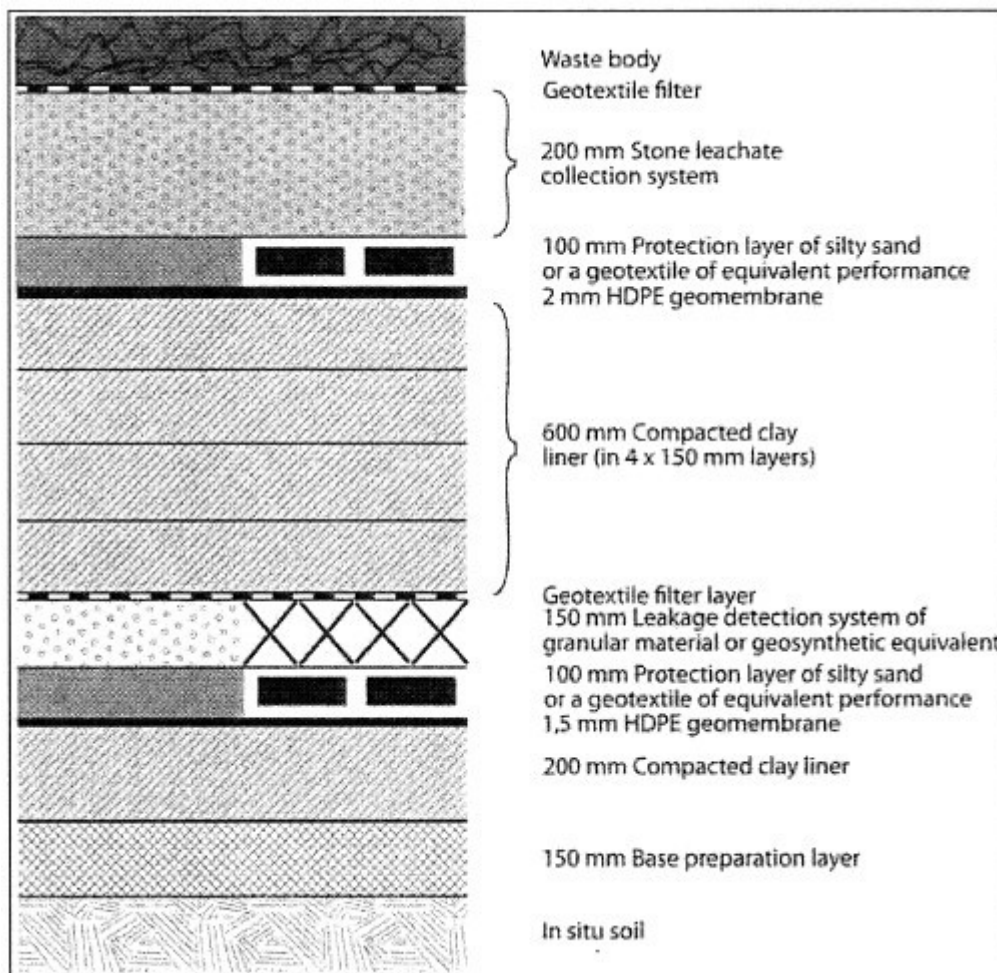 Waste body
Geotextile filter
200 mm Stone leachate
collection system
100 mm Protection layer of silty sand
or a geotextile of equivalent performance
2 mm HDPE geomembrane
600 mm Compacted clay
liner (in 4 x 150 mm layers)
Geotextile filter layer
150 mm Leakage detection system of
granular material or geosynthetic equivalent
100 mm Protection layer of silty sand
or a geotextile of equivalent performance
1,5 mm HDPE geomembrane
200 mm Compacted clay liner
150 mm Base preparation layer
In situ soil